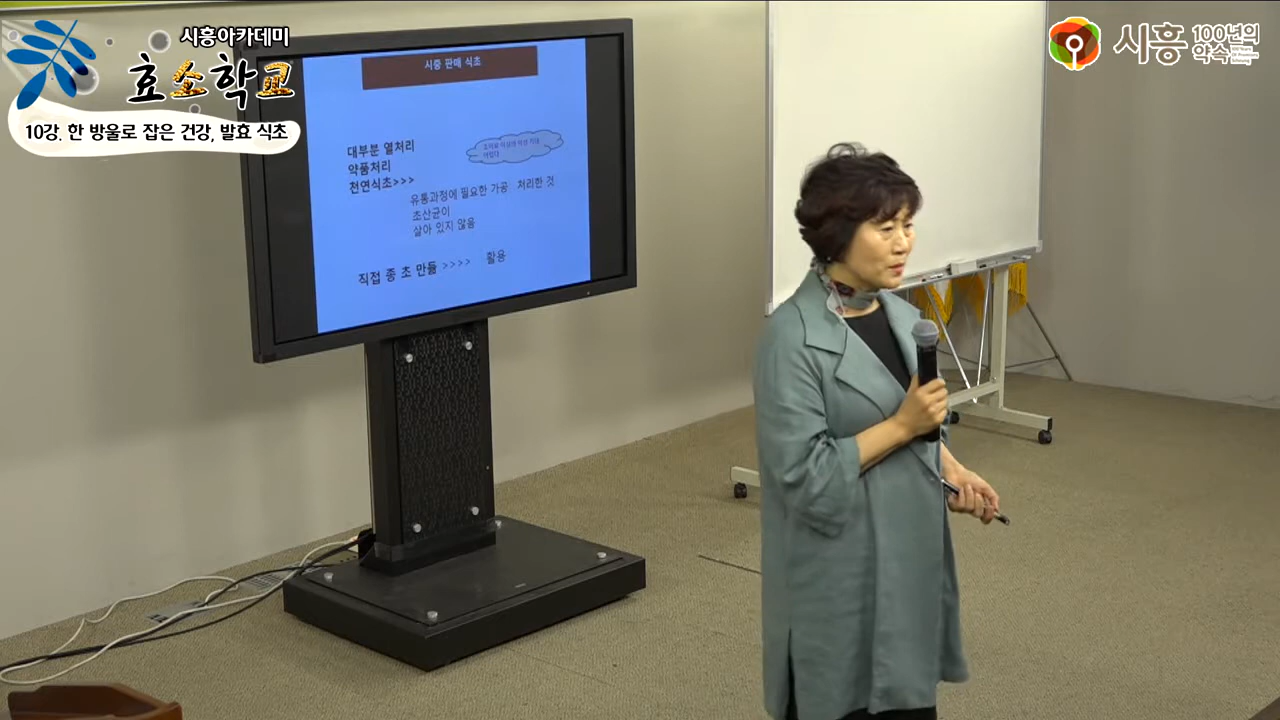 시흥아카데미
효소학교
10강. 한 방울로 잡은 건강, 발효 식초
시흥 100년의 약속
시중 판매 식초
대부분 열처리
약품처리
천연식초>>>
유통과정에 필요한 가공 처리한 것
초산균이
살아 있지 않음
직접 종 초 만듦 >>>> 활용